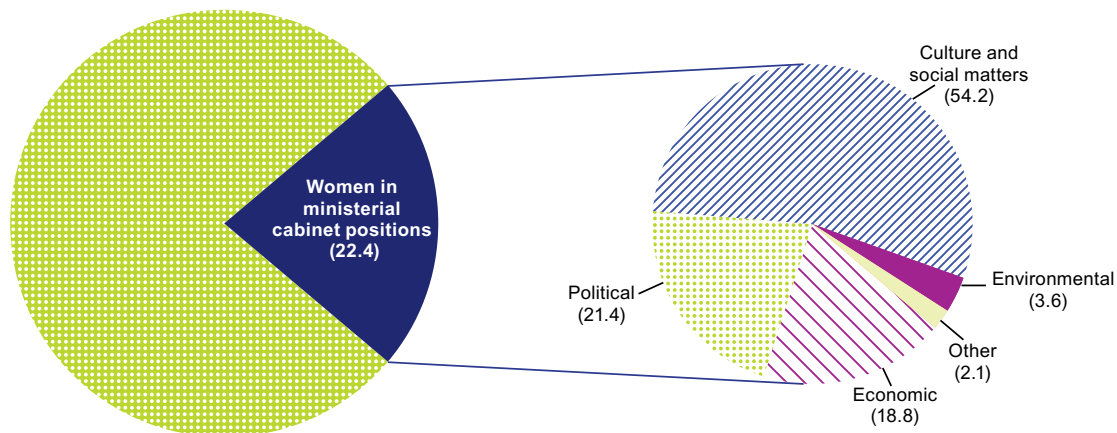 Women in
ministerial
cabinet positions
(22.4)
Culture and
social matters
(54.2)
Environmental
(3.6)
Other
(2.1)
Economic
(18.8)
Political
(21.4)